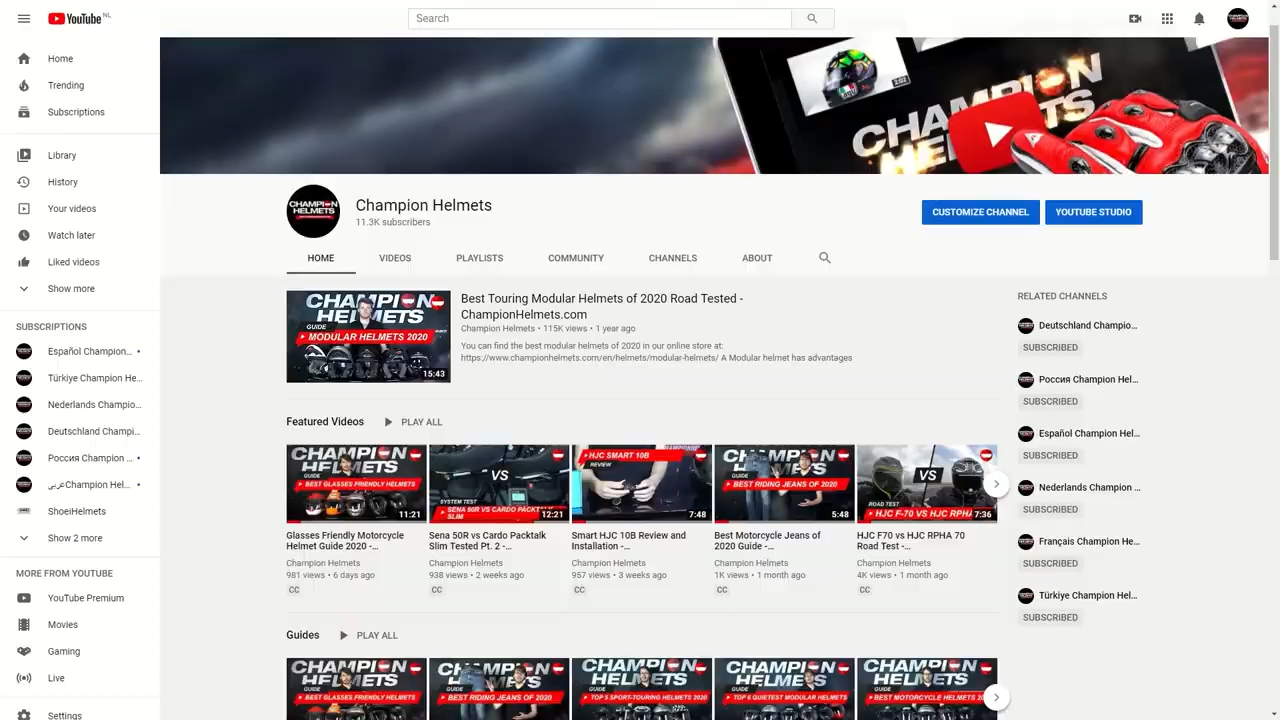 YouTube NL
Search
Home
Trending
Subscriptions
Library
History
Your videos
Watch later
Liked videos
Show more
SUBSCRIPTIONS
Español Champion... •
Türkiye Champion He...
Nederlands Champio...
Deutschland Champi...
Россия Champion ... •
عربيChampion Hel... •
ShoeiHelmets
Show 2 more
MORE FROM YOUTUBE
YouTube Premium
Movies
Gaming
Live
Settings
2:02
CHAMPION
CHAMPION
HELMETS
Champion Helmets
11.3K subscribers
CUSTOMIZE CHANNEL
YOUTUBE STUDIO
HOME
VIDEOS
PLAYLISTS
COMMUNITY
CHANNELS
ABOUT
CHAMPION
HELMETS
GUIDE
MODULAR HELMETS 2020
15:43
Best Touring Modular Helmets of 2020 Road Tested -
ChampionHelmets.com
Champion Helmets • 115K views • 1 year ago
You can find the best modular helmets of 2020 in our online store at:
https://www.championhelmets.com/en/helmets/modular-helmets/ A Modular helmet has advantages
Featured Videos
PLAY ALL
CHAMPION
HELMETS
GUIDE
BEST GLASSES FRIENDLY HELMETS
11:21
Glasses Friendly Motorcycle
Helmet Guide 2020 -...
Champion Helmets
981 views • 6 days ago
CC
VS
SYSTEM TEST
SENA 50R VS CARDO PACKTALK
SLIM
12:21
Sena 50R vs Cardo Packtalk
Slim Tested Pt. 2 -...
Champion Helmets
938 views • 2 weeks ago
CC
HJC SMART 10B
REVIEW
7:48
Smart HJC 10B Review and
Installation -...
Champion Helmets
957 views • 3 weeks ago
CC
CHAMPION
HELMETS
GUIDE
BEST RIDING JEANS OF 2020
5:48
Best Motorcycle Jeans of
2020 Guide -...
Champion Helmets
1K views • 1 month ago
CC
VS
ROAD TEST
HJC F-70 VS HJC RPHA
7:36
HJC F70 vs HJC RPHA 70
Road Test -...
Champion Helmets
4K views • 1 month ago
CC
Guides
PLAY ALL
CHAMPION
HELMETS
GUIDE
BEST GLASSES FRIENDLY HELMETS
CHAMPION
HELMETS
GUIDE
BEST RIDING JEANS OF 2020
CHAMPION
HELMETS
GUIDE
TOP 5 SPORT-TOURING HELMETS 2020
CHAMPION
HELMETS
GUIDE
TOP 6 QUIETEST MODULAR HELMETS
CHAMPION
HELMETS
GUIDE
BEST MOTORCYCLE HELMETS
RELATED CHANNELS
Deutschland Champio...
SUBSCRIBED
Россия Champion Hel...
SUBSCRIBED
Español Champion Hel...
SUBSCRIBED
Nederlands Champion ...
SUBSCRIBED
Français Champion He...
SUBSCRIBED
Türkiye Champion Hel...
SUBSCRIBED